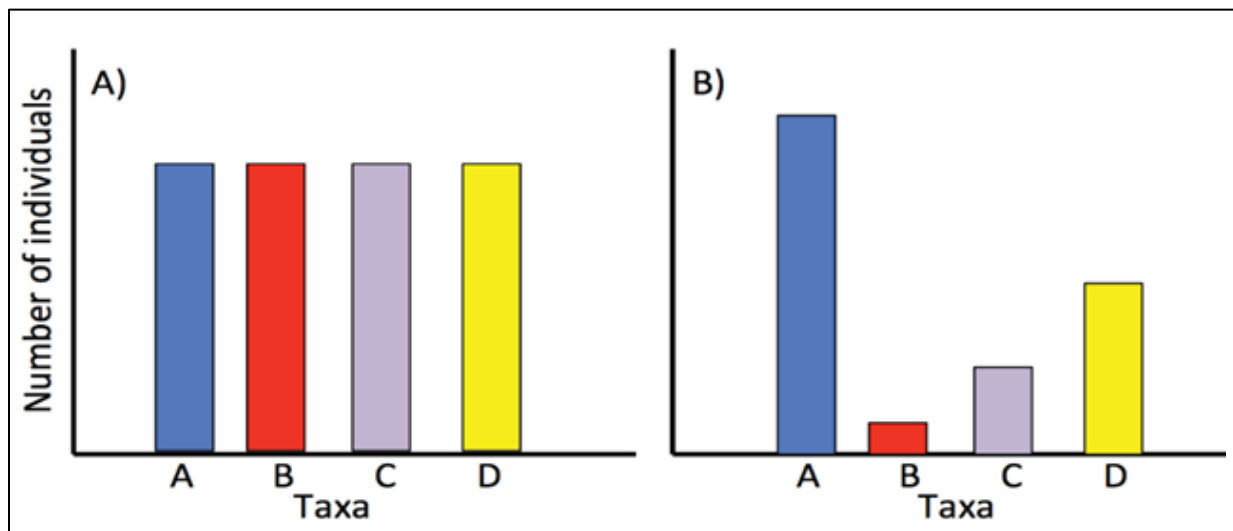 A)
Number of individuals
A B C D
Taxa
B)
A B C D
Taxa